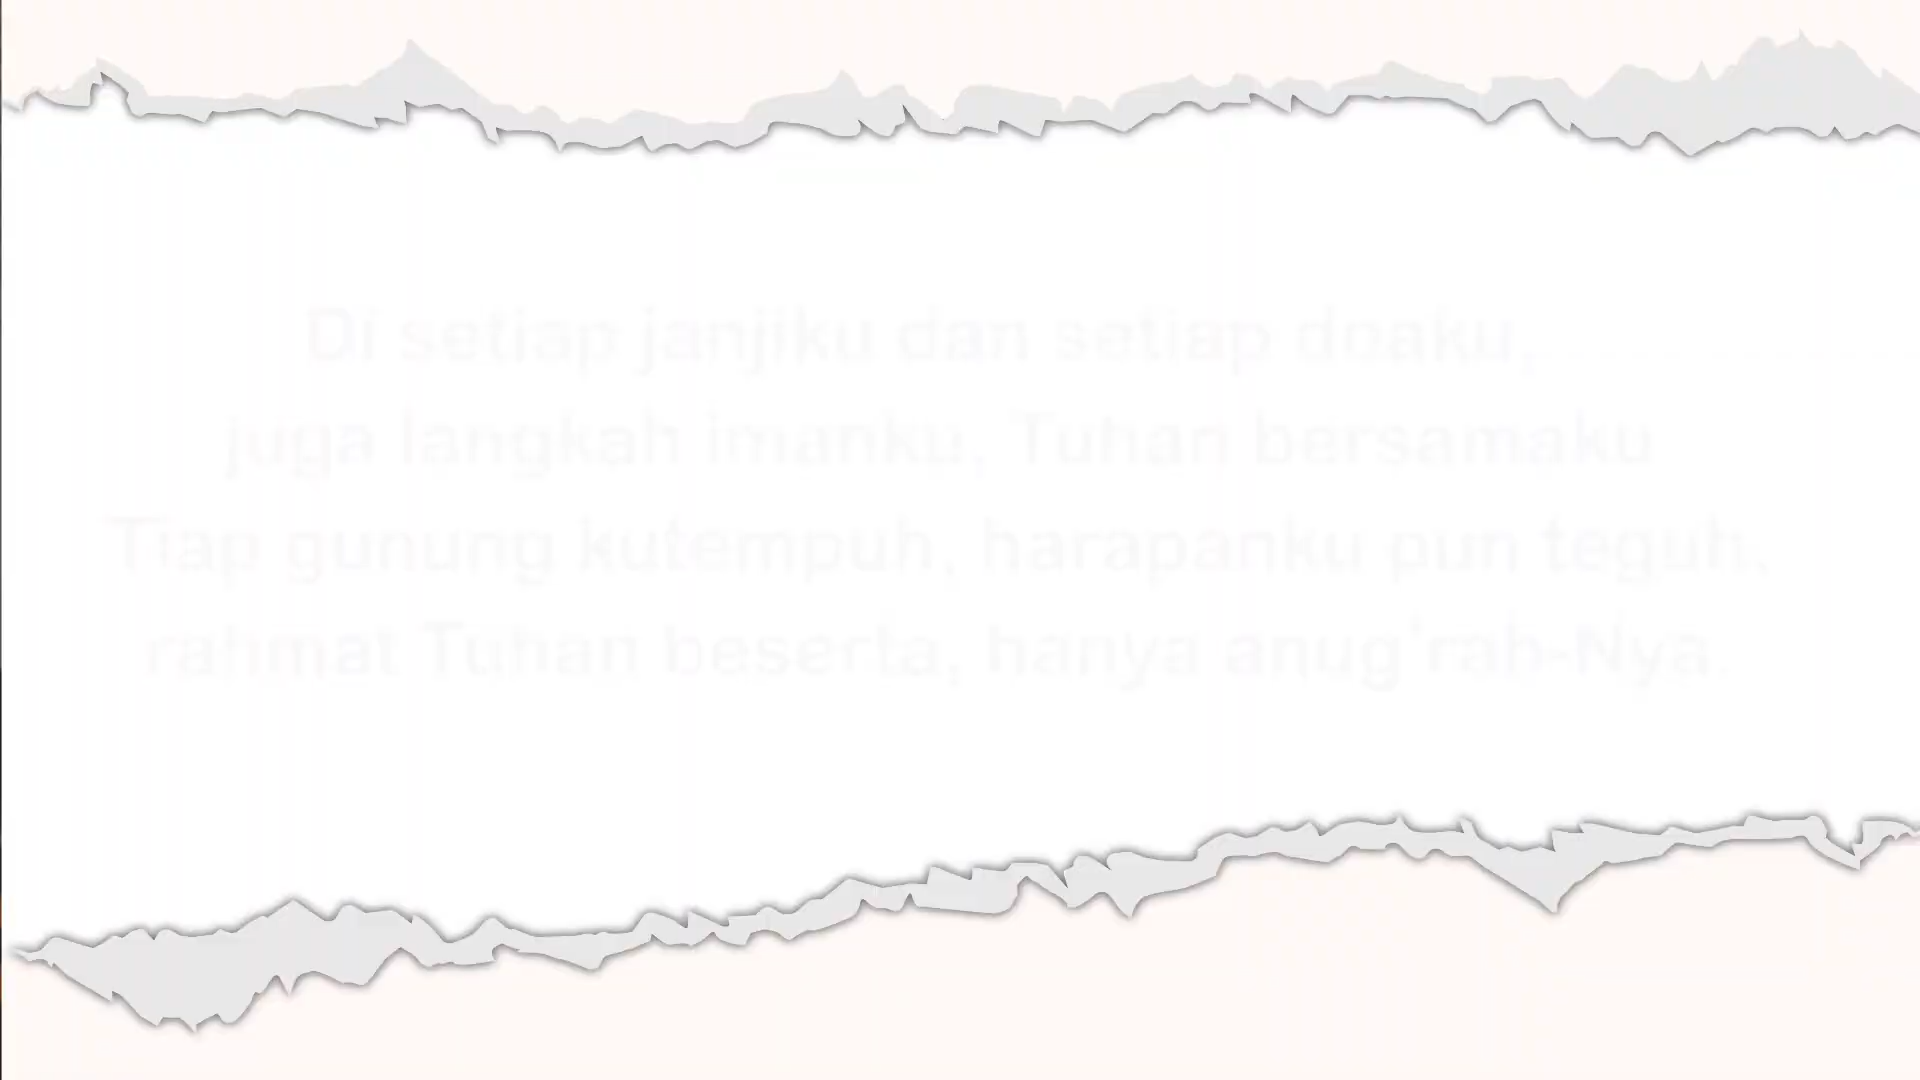 Di setiap janjiku dan setiap doaku,
juga langkah imanku, Tuhan bersamaku
Tiap gunung kutempuh, harapanku pun teguh,
rahmat Tuhan beserta, hanya anug'rah-Nya.